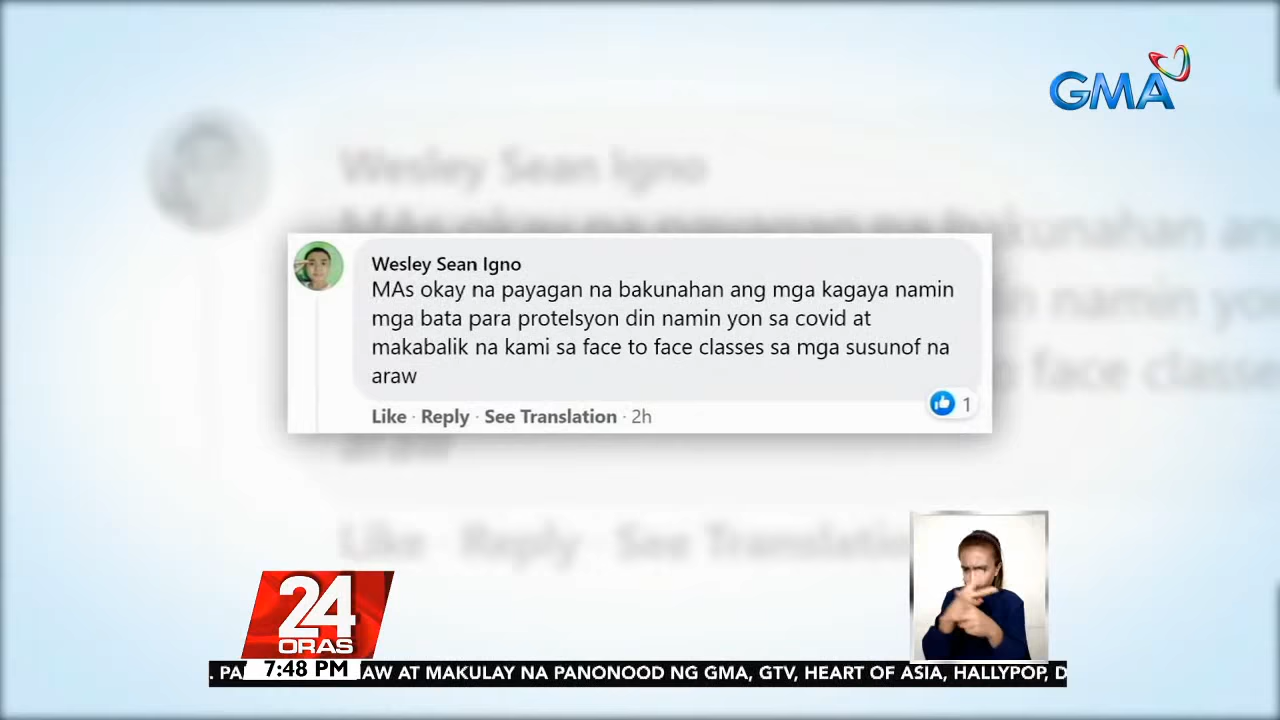 GMA
Wesley Sean Igno
MAs okay na payagan na bakunahan ang mga kagaya namin
mga bata para protelsyon din namin yon sa covid at
makabalik na kami sa face to face classes sa mga susunof na
araw
Like · Reply · See Translation · 2h
1
24
ORAS
7:48 PM
. PA AW AT MAKULAY NA PANONOOD NG GMA, GTV, HEART OF ASIA, HALLYPOP, D